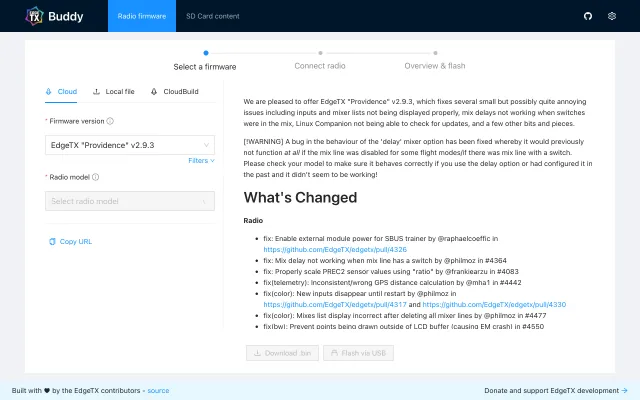 EDGE TX Buddy
Radio firmware
SD Card content
Select a firmware
Connect radio
Overview & flash
Cloud
Local file
CloudBuild
* Firmware version
EdgeTX "Providence" v2.9.3
Filters
* Radio model
Select radio model
Copy URL
We are pleased to offer EdgeTX "Providence" v2.9.3, which fixes several small but possibly quite annoying
issues including inputs and mixer lists not being displayed properly, mix delays not working when switches
were in the mix, Linux Companion not being able to check for updates, and a few other bits and pieces.
[!WARNING] A bug in the behaviour of the 'delay' mixer option has been fixed whereby it would previously
not function at all if the mix line was disabled for some flight modes/if there was mix line with a switch.
Please check your model to make sure it behaves correctly if you use the delay option or had configured it in
the past and it didn't seem to be working!
What's Changed
Radio
• fix: Enable external module power for SBUS trainer by @raphaelcoeffic in
https://github.com/EdgeTX/edgetx/pull/4326
• fix: Mix delay not working when mix line has a switch by @philmoz in #4364
• fix: Properly scale PREC2 sensor values using "ratio" by @frankiearzu in #4083
• fix(telemetry): Inconsistent/wrong GPS distance calculation by @mha1 in #4442
• fix(color): New inputs disappear until restart by @philmoz in
https://github.com/EdgeTX/edgetx/pull/4317 and https://github.com/EdgeTX/edgetx/pull/4330
• fix(color): Mixes list display incorrect after deleting all mixer lines by @philmoz in #4477
• fix(bw): Prevent points being drawn outside of LCD buffer (causing EM crash) in #4550
Download .bin
Flash via USB
Built with ♥ by the EdgeTX contributors • source
Donate and support EdgeTX development →